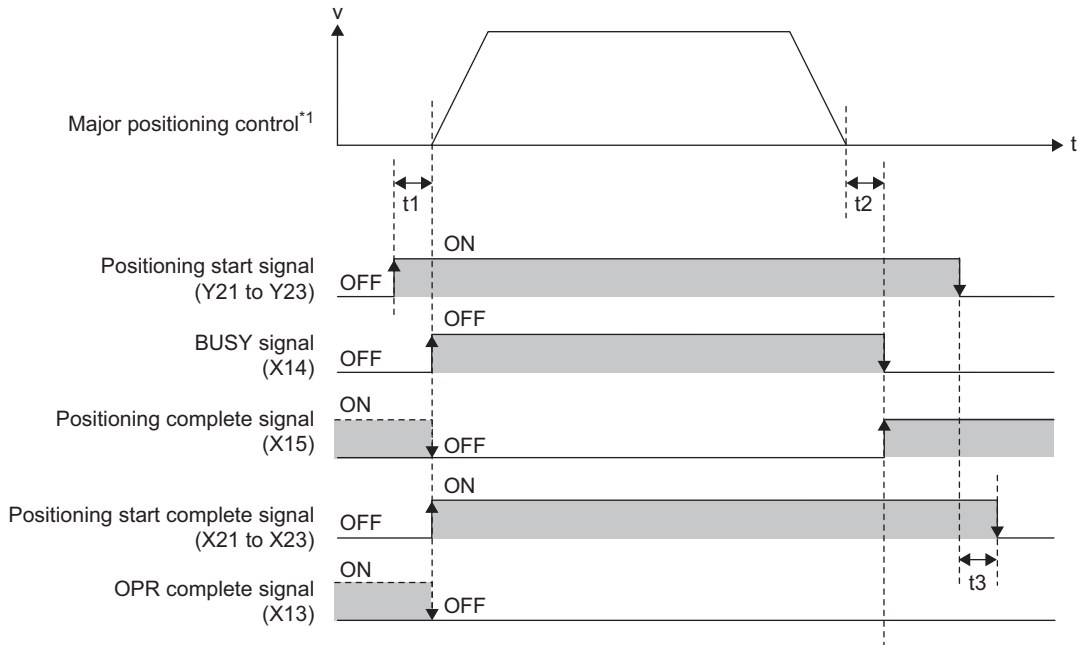 v
Major positioning control*1
t
t1
t2
ON
Positioning start signal
(Y21 to Y23)
OFF
OFF
BUSY signal
(X14)
OFF
ON
Positioning complete signal
(X15)
OFF
ON
Positioning start complete signal
(X21 to X23)
OFF
ON
t3
OPR complete signal
(X13)
OFF